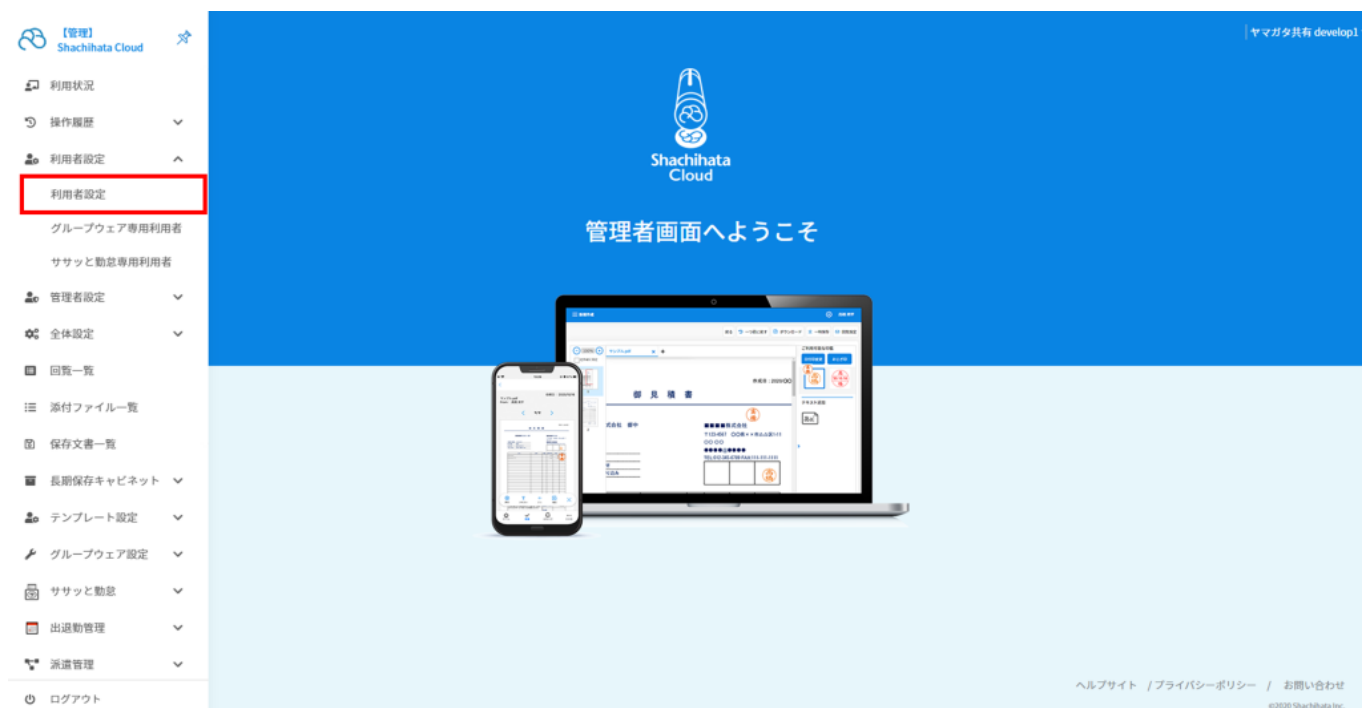 【管理】
Shachihata Cloud
利用状況
操作履歴
利用者設定
利用者設定
グループウェア専用利用者
ササッと勤怠専用利用者
管理者設定
全体設定
回覧一覧
添付ファイル一覧
保存文書一覧
長期保存キャビネット
テンプレート設定
グループウェア設定
ササッと勤怠
出退勤管理
派遣管理
ログアウト
ヤマガタ共有 develop1
Shachihata
Cloud
管理者画面へようこそ
御 見 積 書
ヘルプサイト / プライバシーポリシー / お問い合わせ
©2020 Shachihata Inc.